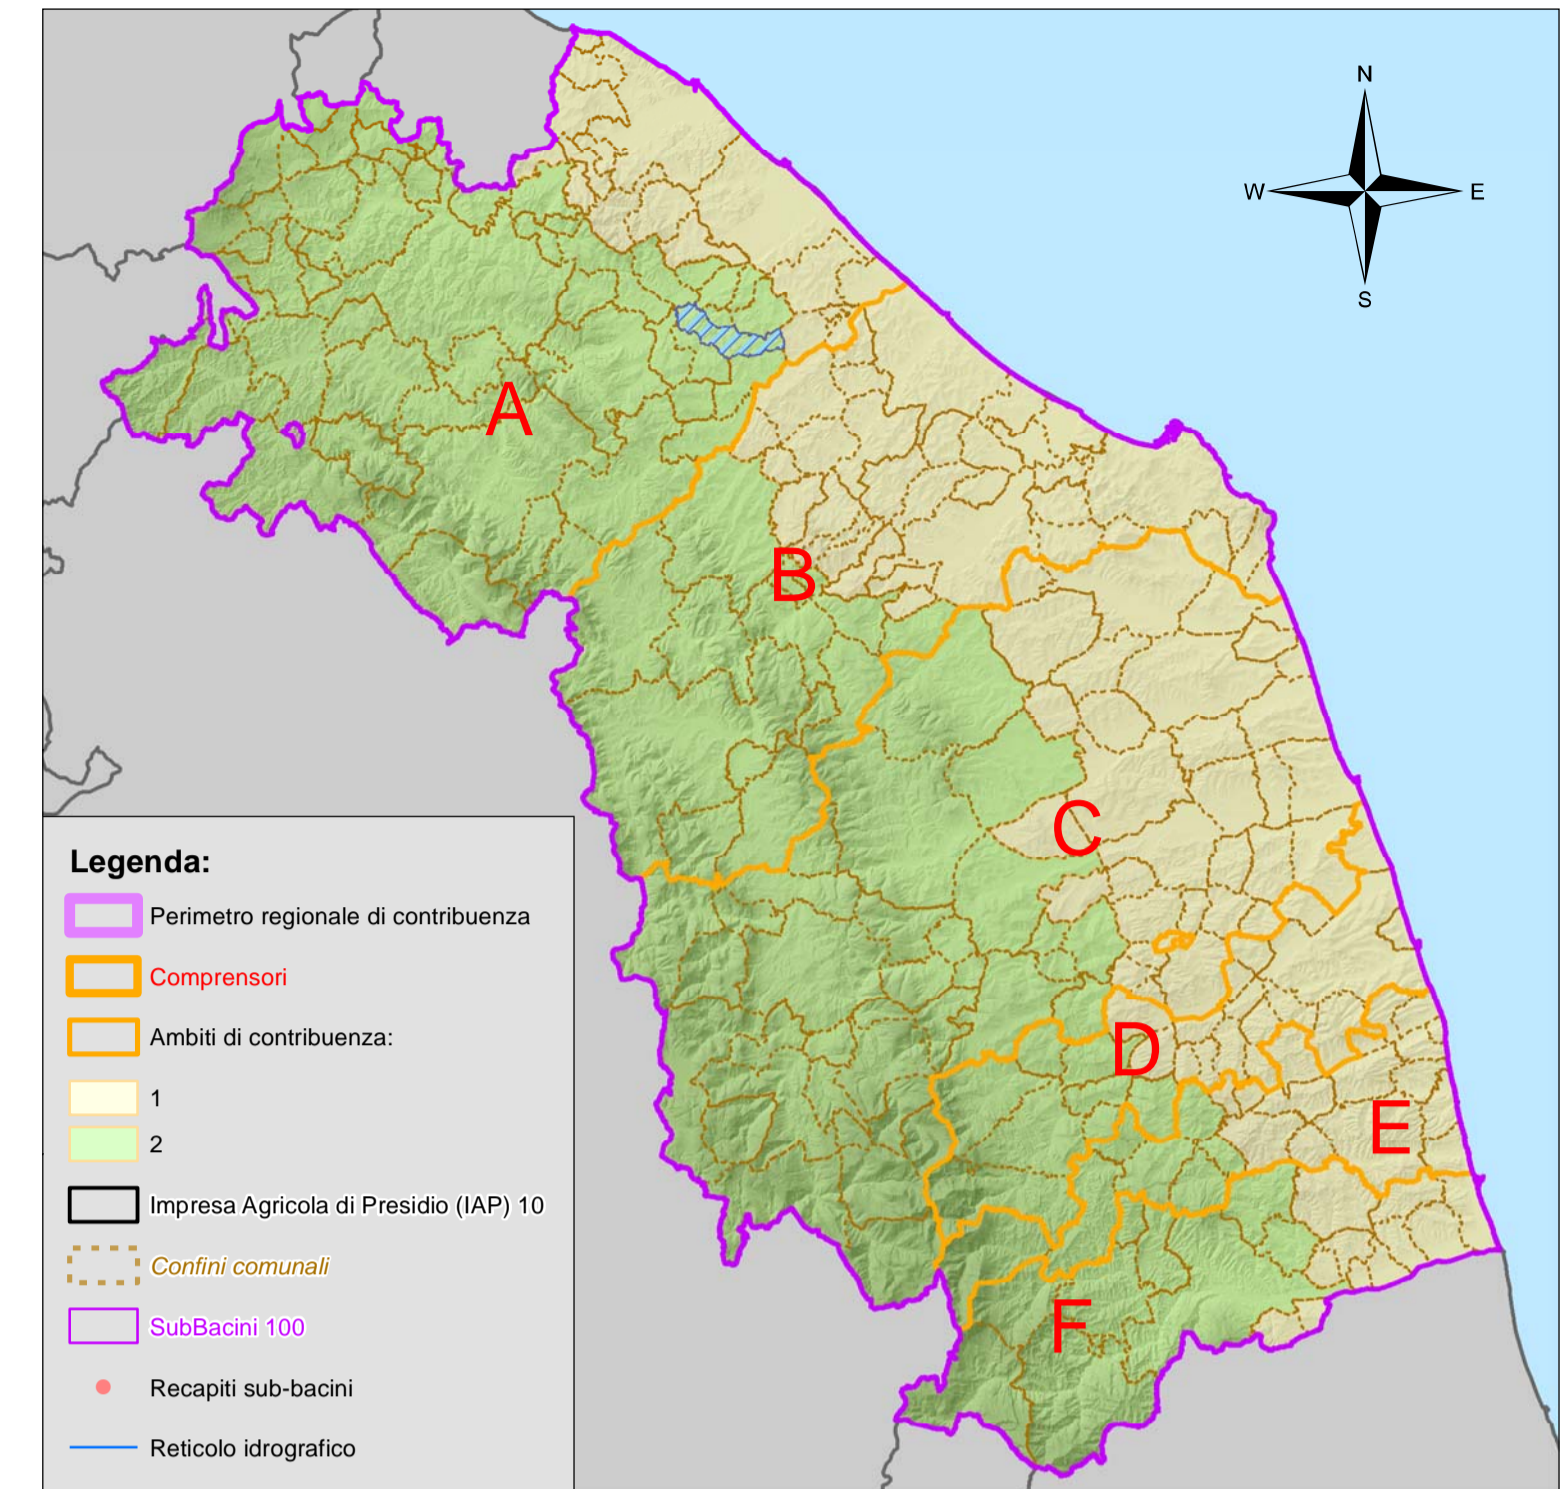 N
W E
S
A
B
C
D
E
F
Legenda:
Perimetro regionale di contribuenza
Comprensori
Ambiti di contribuenza:
1
2
Impresa Agricola di Presidio (IAP) 10
Confini comunali
SubBacini 100
Recapiti sub-bacini
Reticolo idrografico